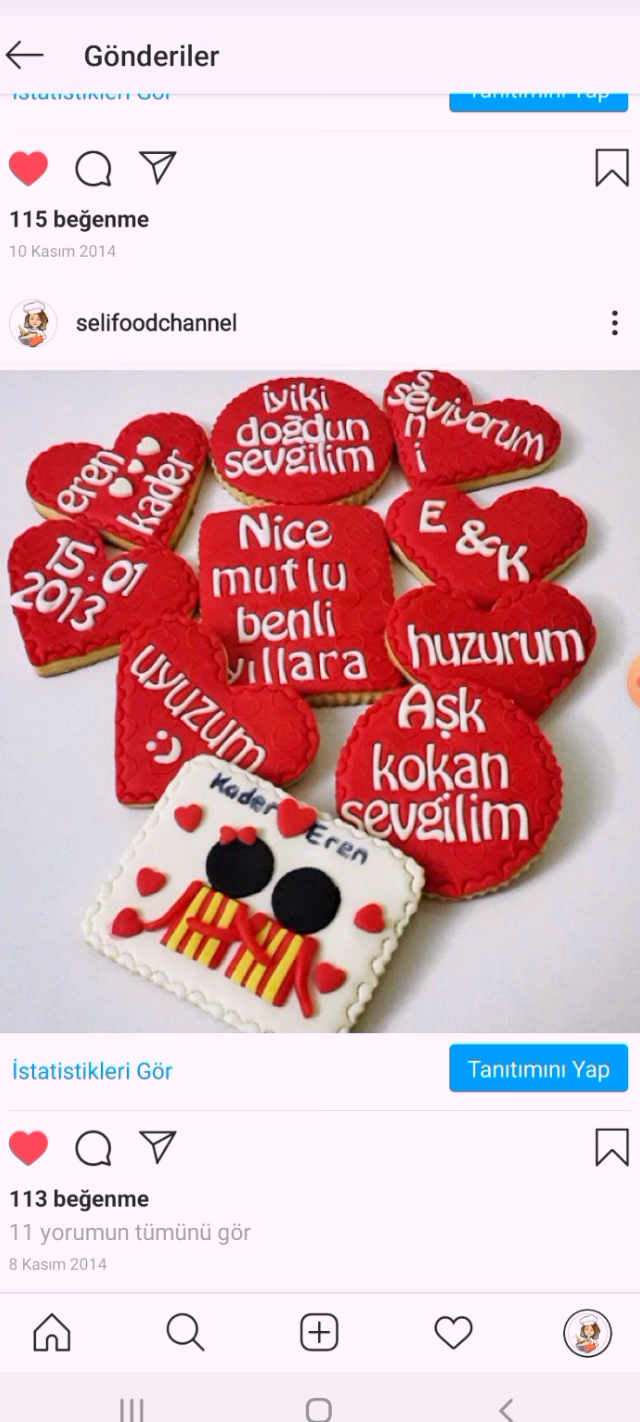 Gönderiler
İstatistikleri Gör
Tanıtımını Yap
115 beğenme
10 Kasım 2014
selifoodchannel
eren
kader
iyiki
doğdun
sevgilim
seni
seviyorum
15.01
2013
Nice
mutlu
benli
yıllara
E & K
huzurum
uyuzum
:)
Aşk
kokan
sevgilim
Kader
Eren
İstatistikleri Gör
Tanıtımını Yap
113 beğenme
11 yorumun tümünü gör
8 Kasım 2014